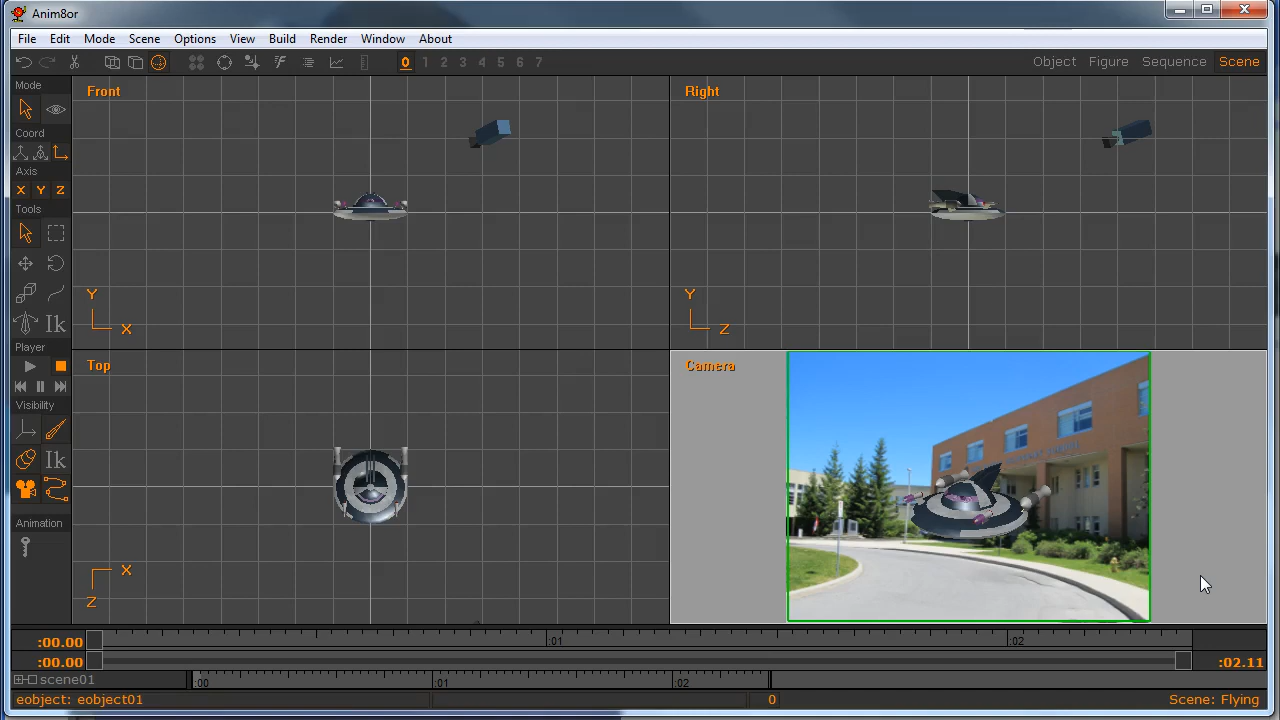 Anim8or
File Edit Mode Scene Options View Build Render Window About
0 1 2 3 4 5 6 7
Object Figure Sequence Scene
Mode
Coord
Axis
X Y Z
Tools
Ik
Player
Visibility
Ik
Animation
Front
Y
X
Right
Y
Z
Top
X
Z
Camera
:00.00
:01
:02
:00.00
:02.11
scene01
:00
:01
:02
eobject: eobject01
0
Scene: Flying